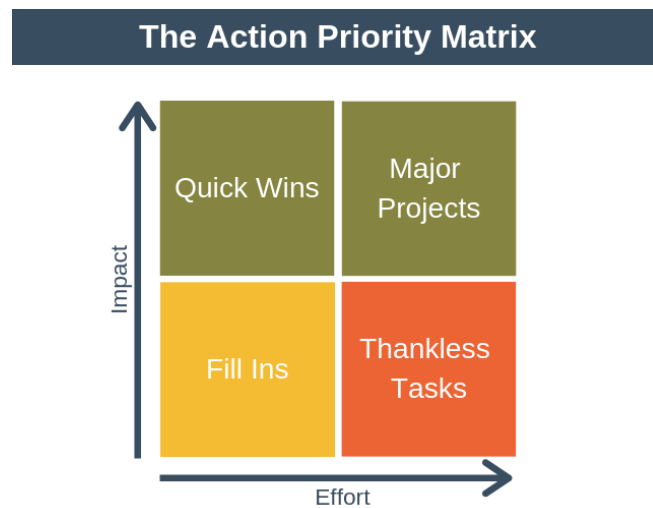 The Action Priority Matrix
Quick Wins
Major
Projects
Impact
Fill Ins
Thankless
Tasks
Effort